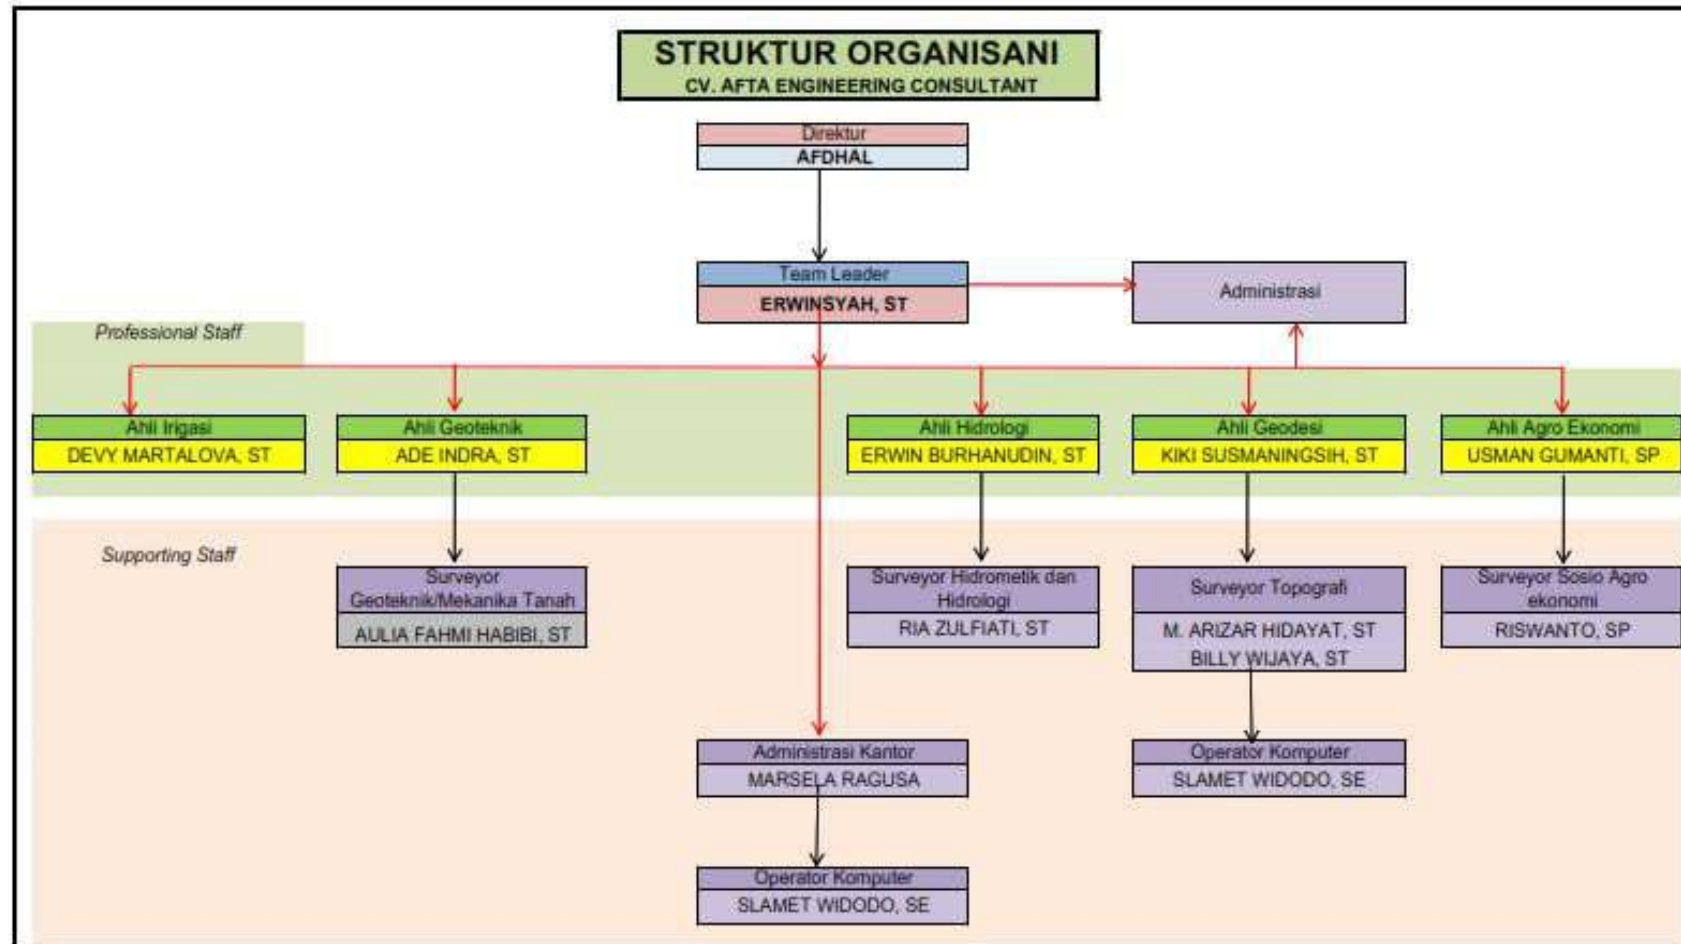 STRUKTUR ORGANISANI
CV. AFTA ENGINEERING CONSULTANT
Direktur
AFDHAL
Team Leader
ERWINSYAH, ST
Administrasi
Professional Staff
Ahli Irigasi
DEVY MARTALOVA, ST
Ahli Geoteknik
ADE INDRA, ST
Ahli Hidrologi
ERWIN BURHANUDIN, ST
Ahli Geodesi
KIKI SUSMANINGSIH, ST
Ahli Agro Ekonomi
USMAN GUMANTI, SP
Supporting Staff
Surveyor
Geoteknik/Mekanika Tanah
AULIA FAHMI HABIBI, ST
Surveyor Hidrometik dan
Hidrologi
RIA ZULFIATI, ST
Surveyor Topografi
M. ARIZAR HIDAYAT, ST
BILLY WIJAYA, ST
Surveyor Sosio Agro
ekonomi
RISWANTO, SP
Administrasi Kantor
MARSELA RAGUSA
Operator Komputer
SLAMET WIDODO, SE
Operator Komputer
SLAMET WIDODO, SE